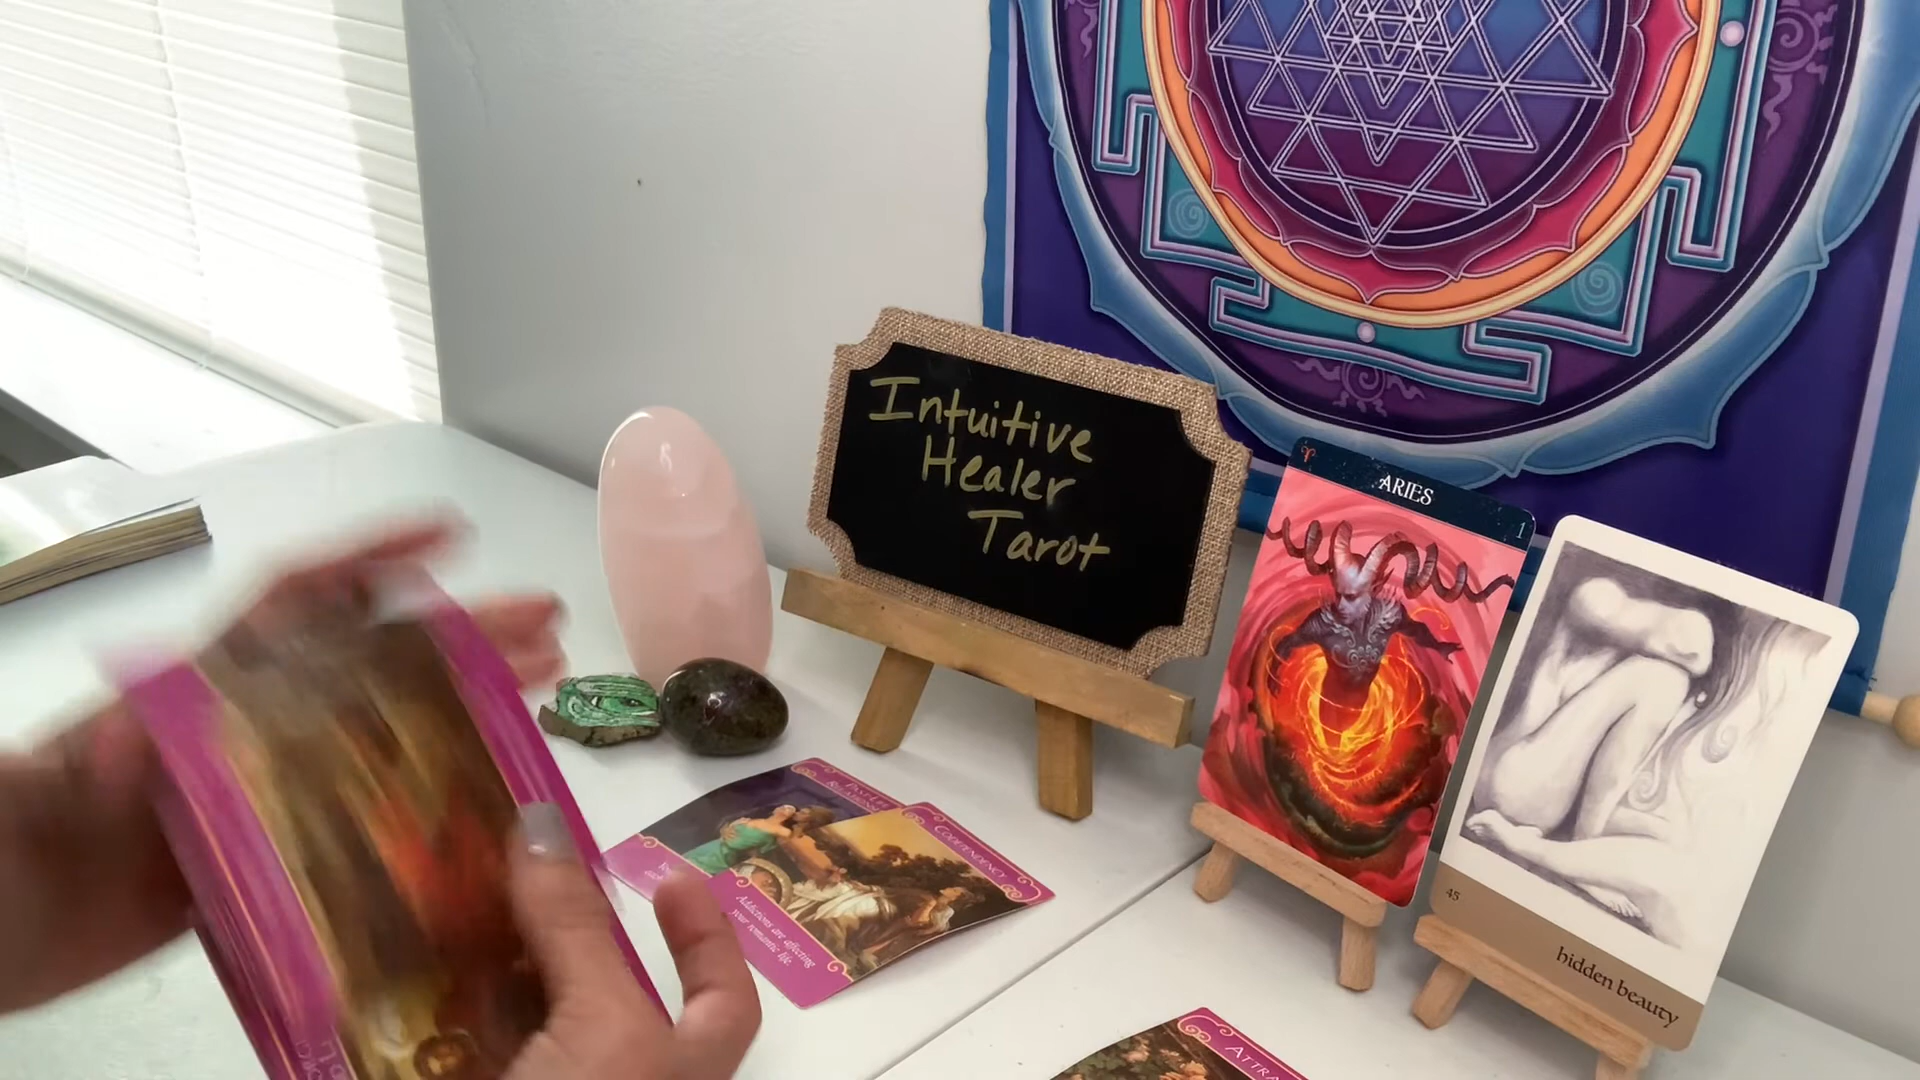 Intuitive
Healer
Tarot
ARIES
1
45
hidden beauty
CODEPENDENCY
Addictions are affecting
your romantic life.